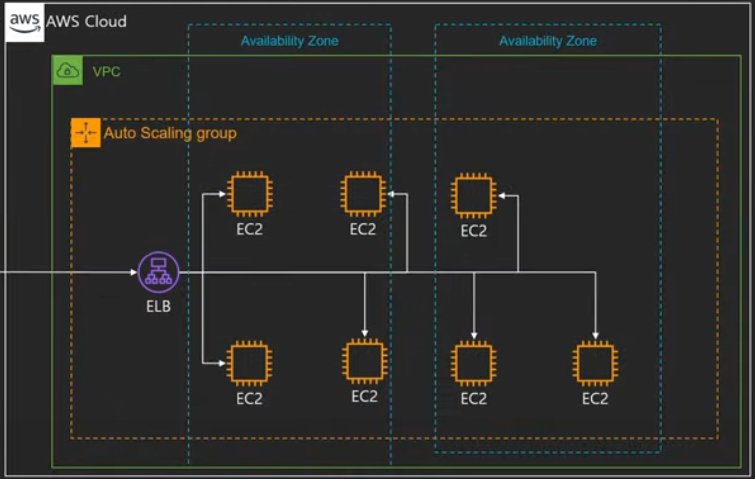 aws AWS Cloud
Availability Zone
Availability Zone
VPC
Auto Scaling group
EC2
EC2
EC2
ELB
EC2
EC2
EC2
EC2